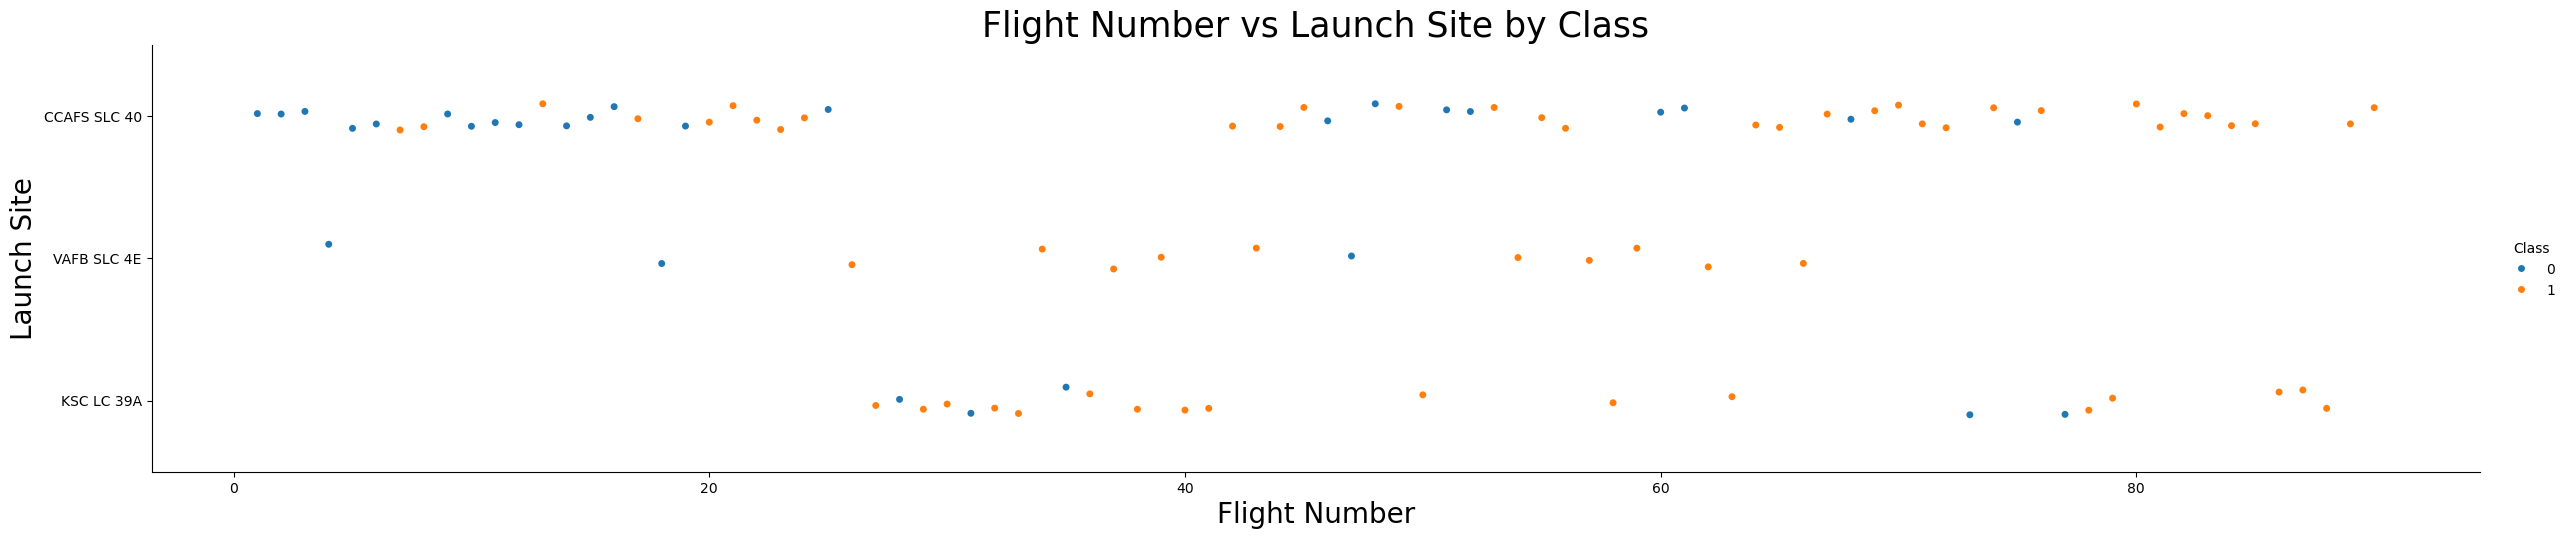 Flight Number vs Launch Site by Class
Launch Site
CCAFS SLC 40
VAFB SLC 4E
KSC LC 39A
0 20 40 60 80
Flight Number
Class
0
1